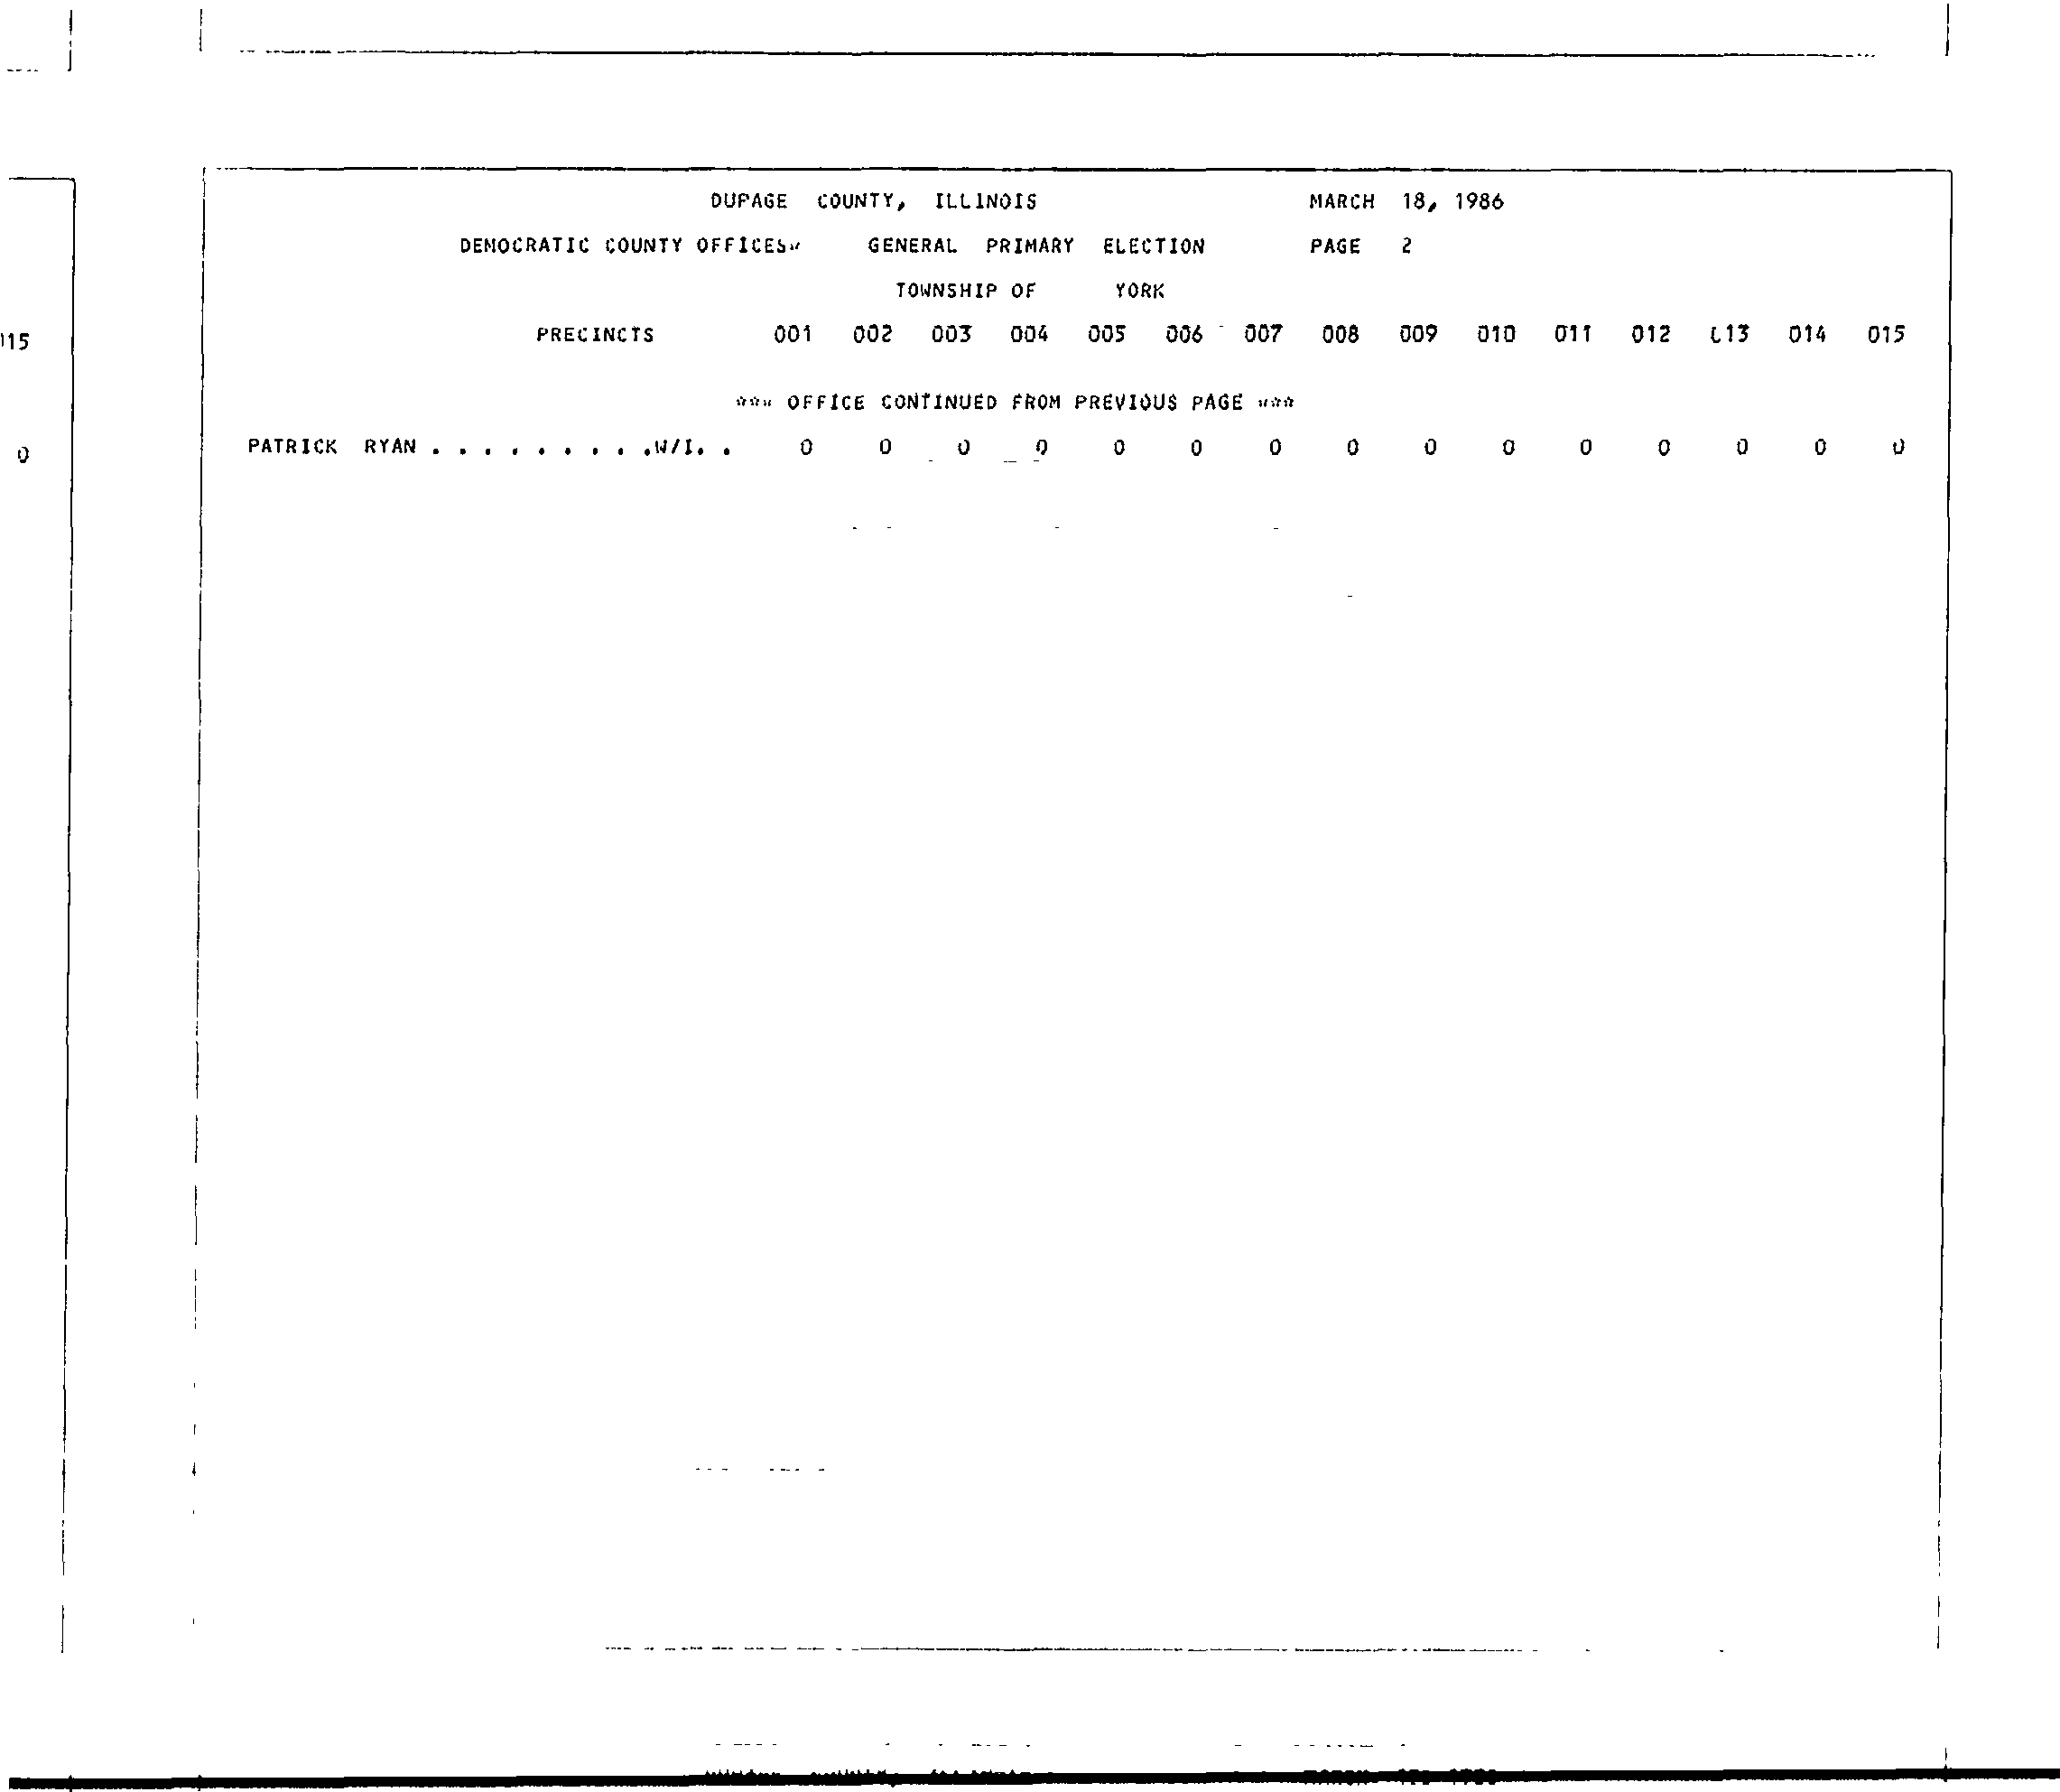 DUPAGE COUNTY, ILLINOIS MARCH 18, 1986
DEMOCRATIC COUNTY OFFICES* GENERAL PRIMARY ELECTION PAGE 2
TOWNSHIP OF YORK
PRECINCTS 001 002 003 004 005 006 007 008 009 010 011 012 013 014 015
*** OFFICE CONTINUED FROM PREVIOUS PAGE ***
PATRICK RYAN . . . . . . . . .W/I. . 0 0 0 0 0 0 0 0 0 0 0 0 0 0 0
15
0